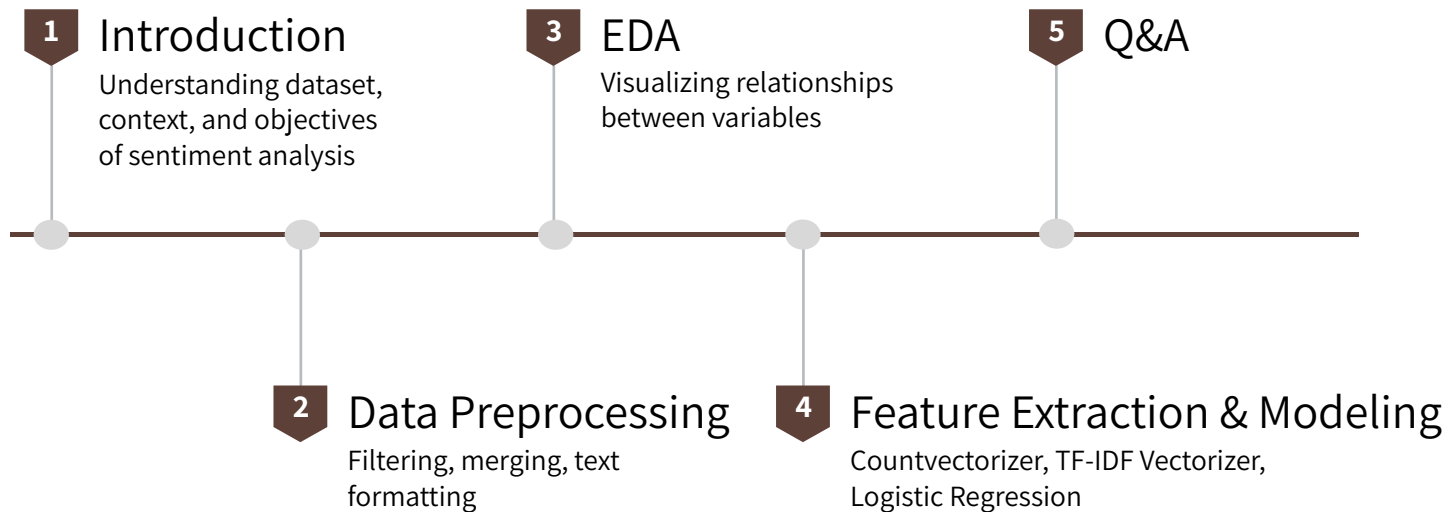 1 Introduction
Understanding dataset,
context, and objectives
of sentiment analysis
2 Data Preprocessing
Filtering, merging, text
formatting
3 EDA
Visualizing relationships
between variables
4 Feature Extraction & Modeling
Countvectorizer, TF-IDF Vectorizer,
Logistic Regression
5 Q&A